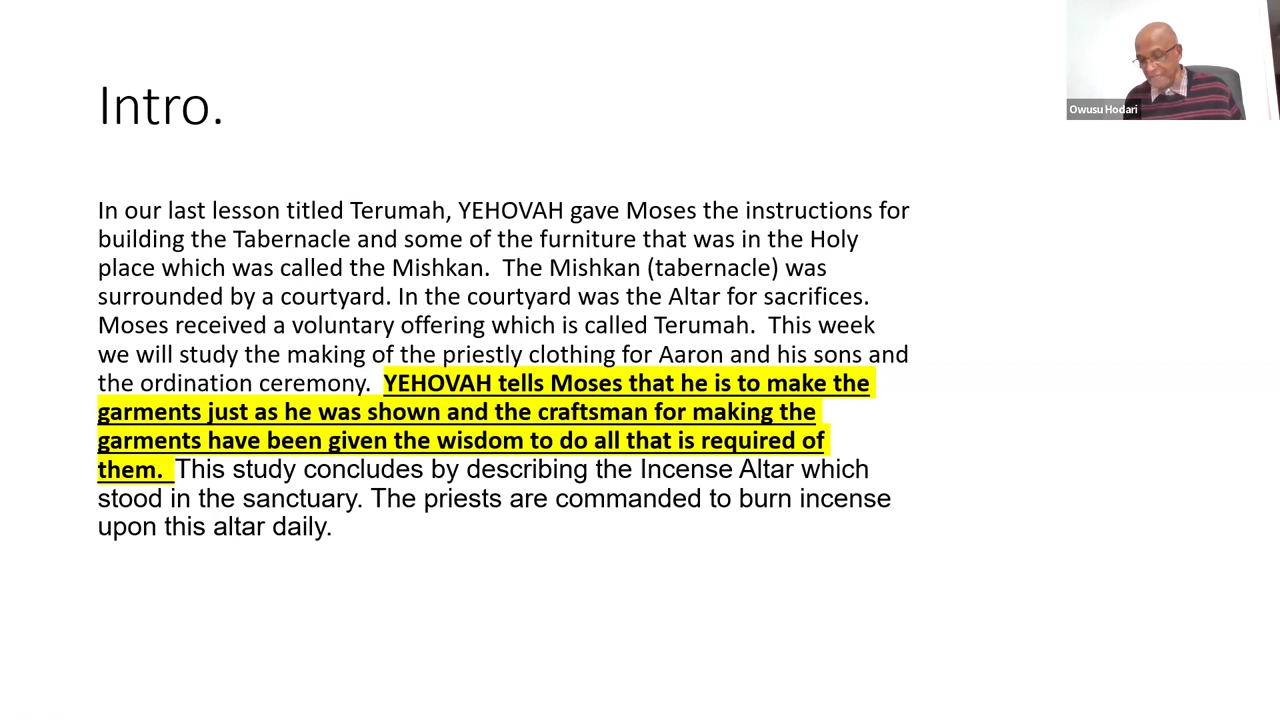 Intro.
Owusu Hodari
In our last lesson titled Terumah, YEHOVAH gave Moses the instructions for
building the Tabernacle and some of the furniture that was in the Holy
place which was called the Mishkan.  The Mishkan (tabernacle) was
surrounded by a courtyard. In the courtyard was the Altar for sacrifices.
Moses received a voluntary offering which is called Terumah.  This week
we will study the making of the priestly clothing for Aaron and his sons and
the ordination ceremony.  YEHOVAH tells Moses that he is to make the
garments just as he was shown and the craftsman for making the
garments have been given the wisdom to do all that is required of
them.  This study concludes by describing the Incense Altar which
stood in the sanctuary. The priests are commanded to burn incense
upon this altar daily.